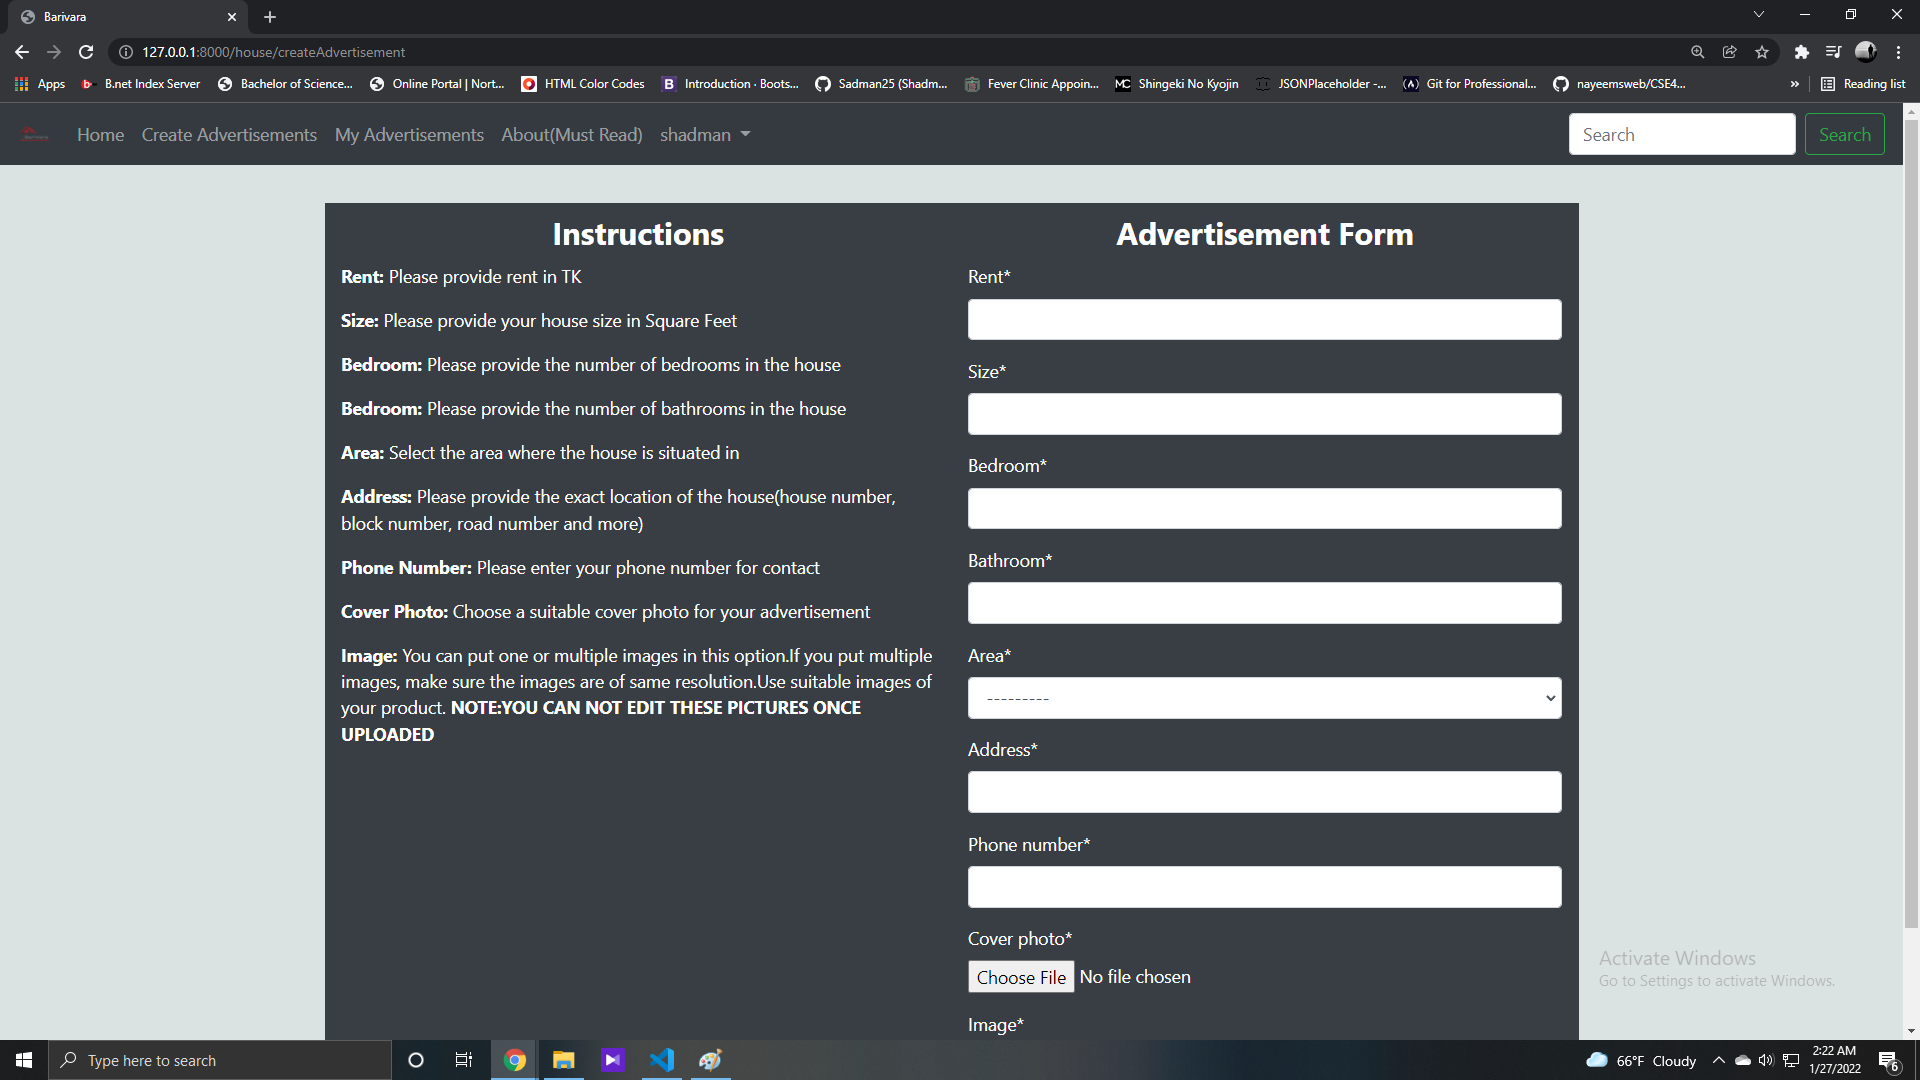 Barivara
127.0.0.1:8000/house/createAdvertisement
Apps
B.net Index Server
Bachelor of Science...
Online Portal | Nort...
HTML Color Codes
Introduction · Boots...
Sadman25 (Shadm...
Fever Clinic Appoin...
MC Shingeki No Kyojin
JSONPlaceholder -...
Git for Professional...
nayeemsweb/CSE4...
»
Reading list
Home
Create Advertisements
My Advertisements
About(Must Read)
shadman
Search
Search
Instructions
Rent: Please provide rent in TK
Size: Please provide your house size in Square Feet
Bedroom: Please provide the number of bedrooms in the house
Bedroom: Please provide the number of bathrooms in the house
Area: Select the area where the house is situated in
Address: Please provide the exact location of the house(house number,
block number, road number and more)
Phone Number: Please enter your phone number for contact
Cover Photo: Choose a suitable cover photo for your advertisement
Image: You can put one or multiple images in this option.If you put multiple
images, make sure the images are of same resolution.Use suitable images of
your product. NOTE:YOU CAN NOT EDIT THESE PICTURES ONCE
UPLOADED
Advertisement Form
Rent*
Size*
Bedroom*
Bathroom*
Area*
---------
Address*
Phone number*
Cover photo*
Choose File No file chosen
Image*
Activate Windows
Go to Settings to activate Windows.
Type here to search
66°F Cloudy
2:22 AM
1/27/2022
6